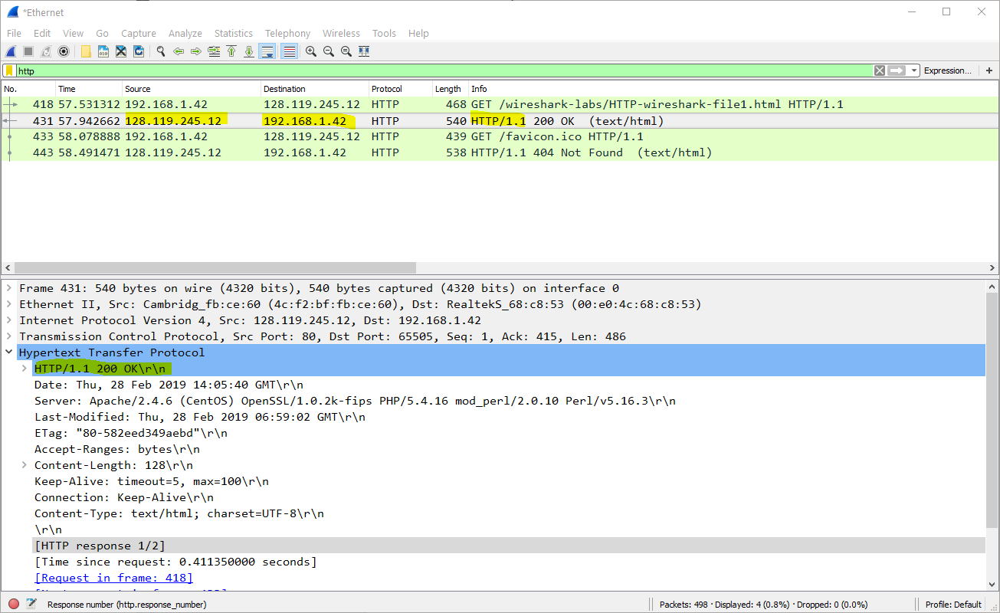 *Ethernet
File Edit View Go Capture Analyze Statistics Telephony Wireless Tools Help
http Expression... +
No. Time Source Destination Protocol Length Info
418 57.531312 192.168.1.42 128.119.245.12 HTTP 468 GET /wireshark-labs/HTTP-wireshark-file1.html HTTP/1.1
431 57.942662 128.119.245.12 192.168.1.42 HTTP 540 HTTP/1.1 200 OK (text/html)
433 58.078888 192.168.1.42 128.119.245.12 HTTP 439 GET /favicon.ico HTTP/1.1
443 58.491471 128.119.245.12 192.168.1.42 HTTP 538 HTTP/1.1 404 Not Found (text/html)
Frame 431: 540 bytes on wire (4320 bits), 540 bytes captured (4320 bits) on interface 0
Ethernet II, Src: Cambridg_fb:ce:60 (4c:f2:bf:fb:ce:60), Dst: RealtekS_68:c8:53 (00:e0:4c:68:c8:53)
Internet Protocol Version 4, Src: 128.119.245.12, Dst: 192.168.1.42
Transmission Control Protocol, Src Port: 80, Dst Port: 65505, Seq: 1, Ack: 415, Len: 486
Hypertext Transfer Protocol
HTTP/1.1 200 OK\r\n
Date: Thu, 28 Feb 2019 14:05:40 GMT\r\n
Server: Apache/2.4.6 (CentOS) OpenSSL/1.0.2k-fips PHP/5.4.16 mod_perl/2.0.10 Perl/v5.16.3\r\n
Last-Modified: Thu, 28 Feb 2019 06:59:02 GMT\r\n
ETag: "80-582eed349aebd"\r\n
Accept-Ranges: bytes\r\n
Content-Length: 128\r\n
Keep-Alive: timeout=5, max=100\r\n
Connection: Keep-Alive\r\n
Content-Type: text/html; charset=UTF-8\r\n
\r\n
[HTTP response 1/2]
[Time since request: 0.411350000 seconds]
[Request in frame: 418]
Response number (http.response_number) Packets: 498 · Displayed: 4 (0.8%) · Dropped: 0 (0.0%) Profile: Default